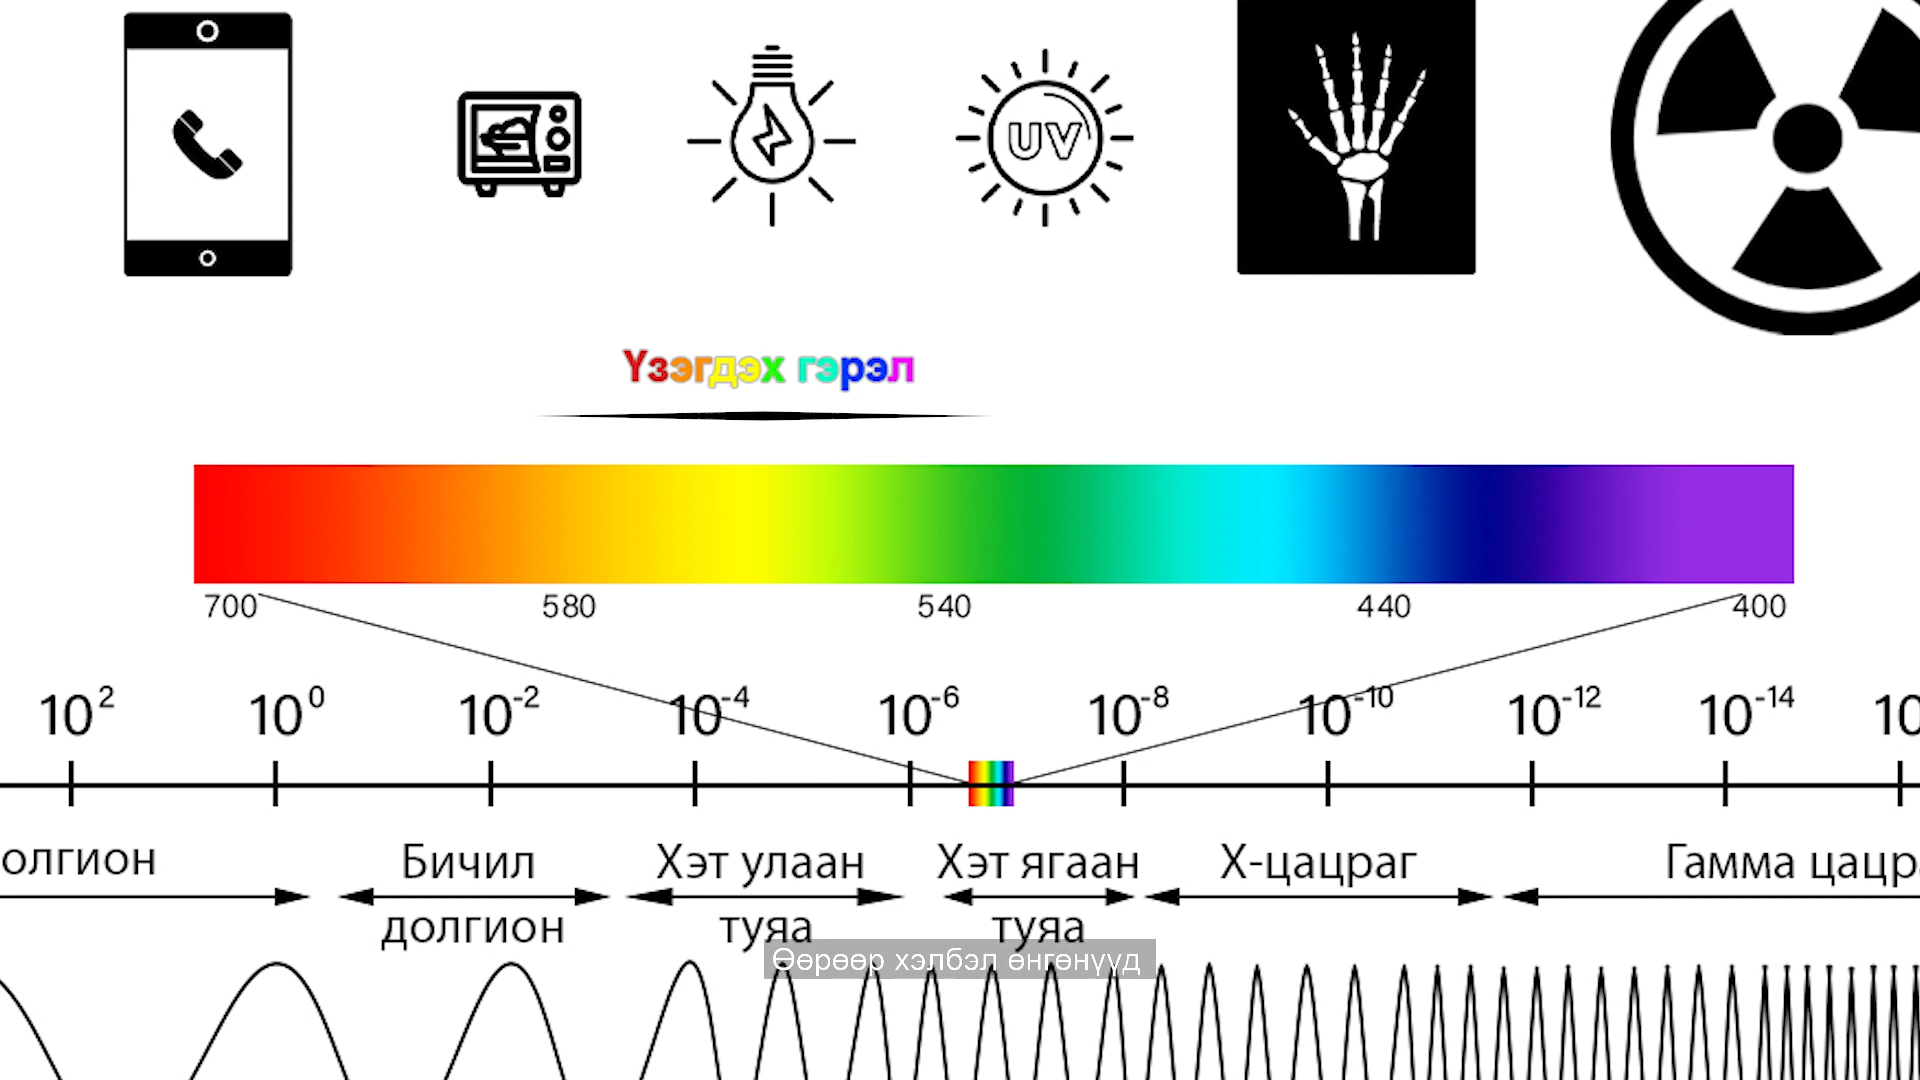 UV
Үзэгдэх гэрэл
700 580 540 440 400
10² 10⁰ 10⁻² 10⁻⁴ 10⁻⁶ 10⁻⁸ 10⁻¹⁰ 10⁻¹² 10⁻¹⁴ 10
олгион Бичил Хэт улаан Хэт ягаан Х-цацраг Гамма цацра
долгион туяа туяа
Өөрөөр хэлбэл өнгөнүүд